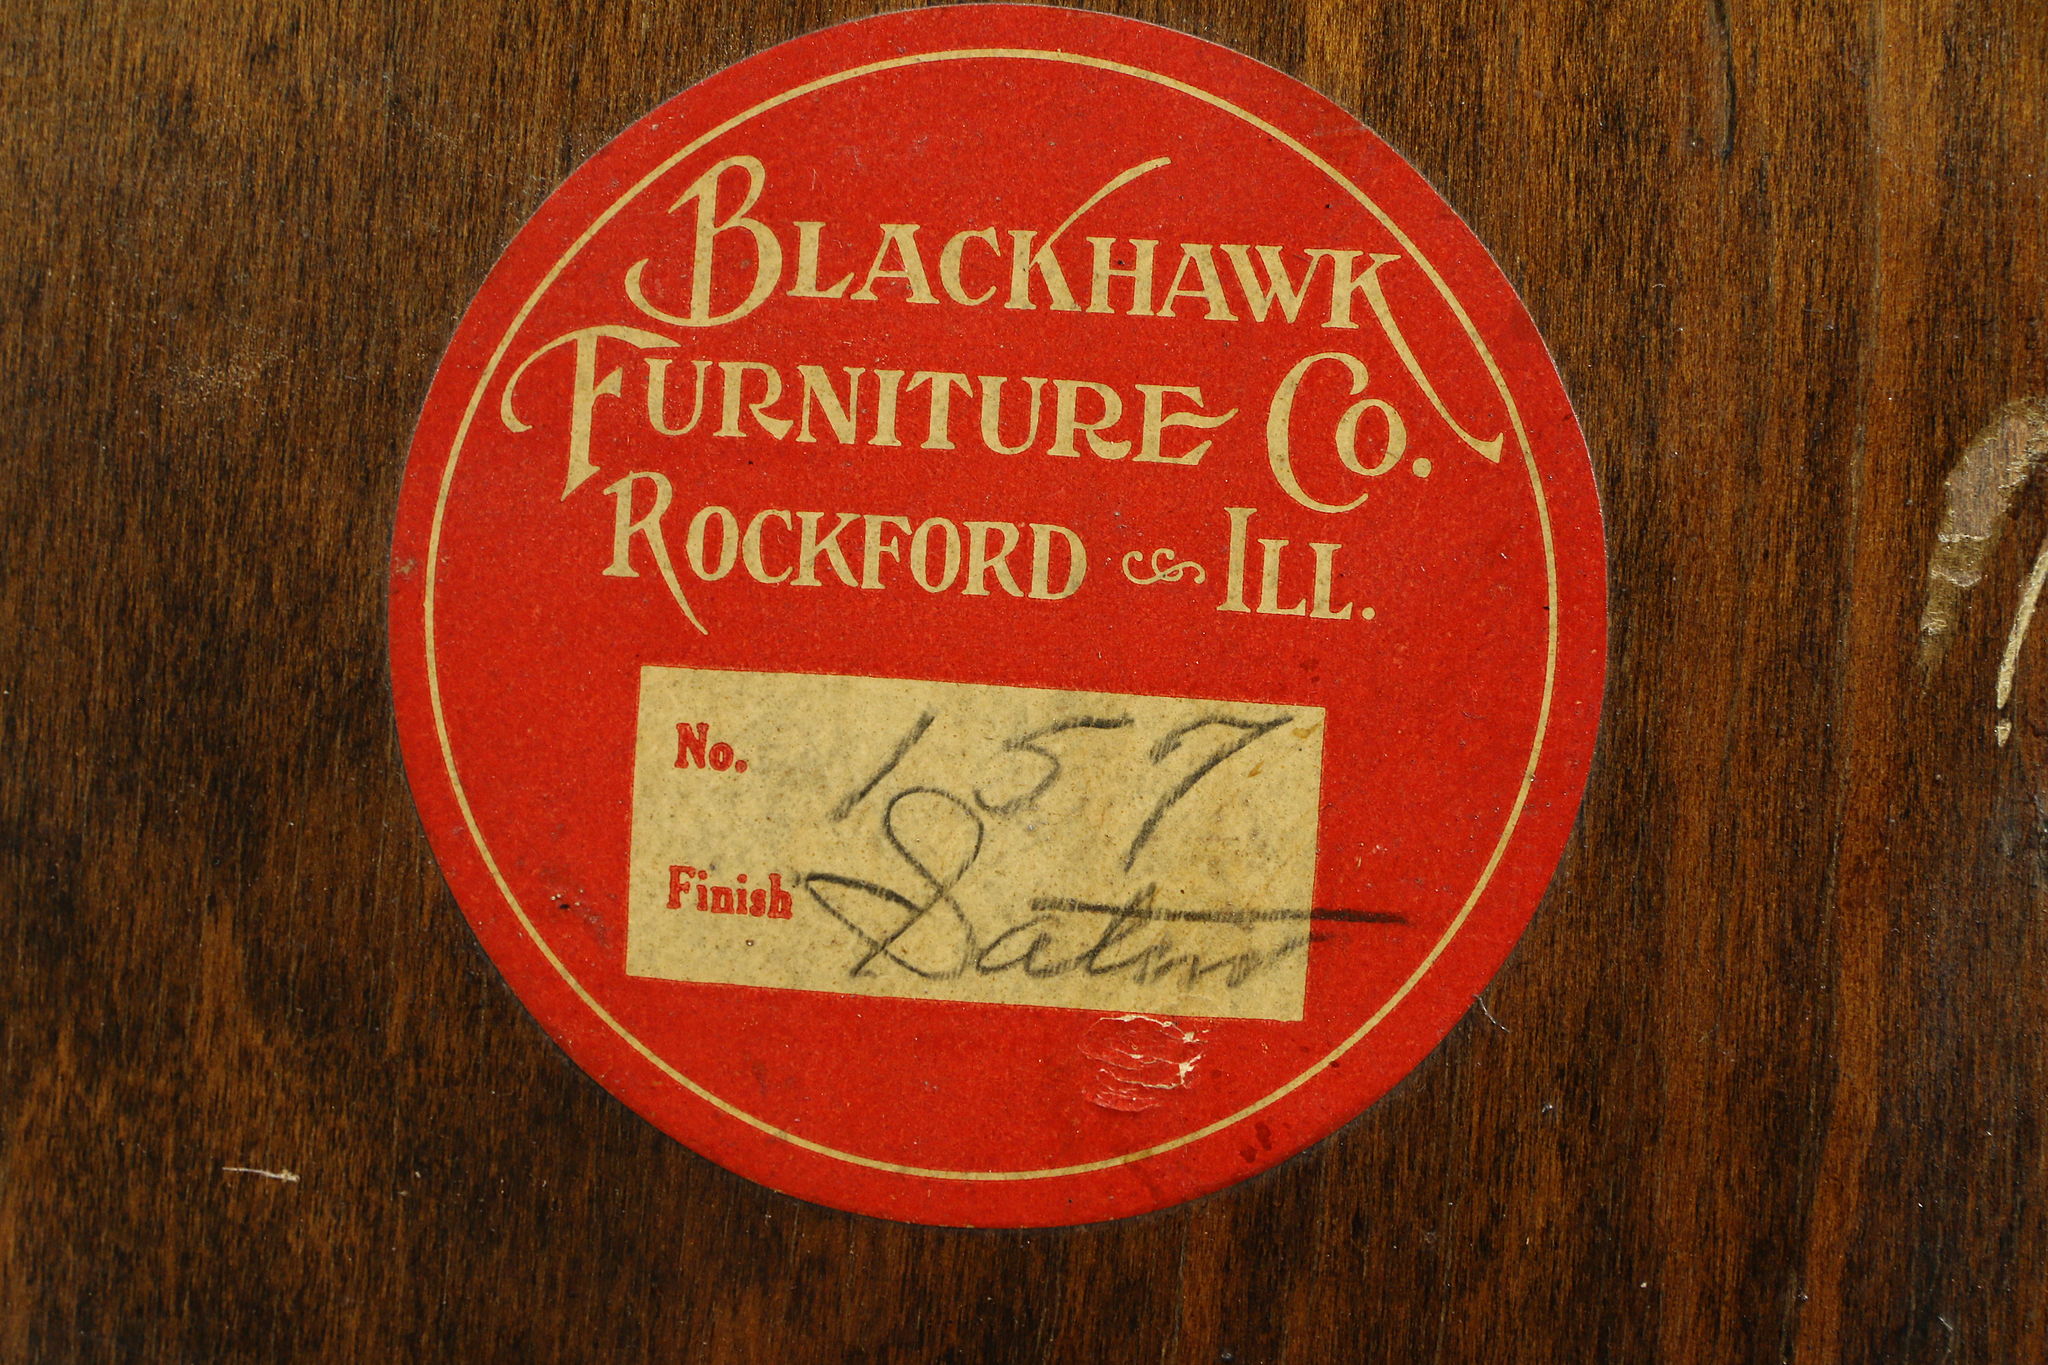 BLACKHAWK
FURNITURE CO.
ROCKFORD ILL.
No. 157
Finish Satin